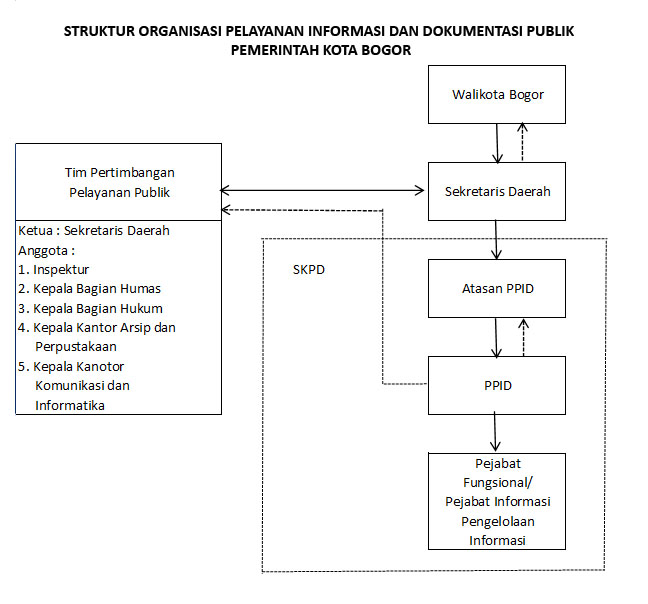 STRUKTUR ORGANISASI PELAYANAN INFORMASI DAN DOKUMENTASI PUBLIK
PEMERINTAH KOTA BOGOR
Walikota Bogor
Tim Pertimbangan
Pelayanan Publik
Sekretaris Daerah
Ketua : Sekretaris Daerah
Anggota :
1. Inspektur
2. Kepala Bagian Humas
3. Kepala Bagian Hukum
4. Kepala Kantor Arsip dan
Perpustakaan
5. Kepala Kanotor
Komunikasi dan
Informatika
SKPD
Atasan PPID
PPID
Pejabat
Fungsional/
Pejabat Informasi
Pengelolaan
Informasi